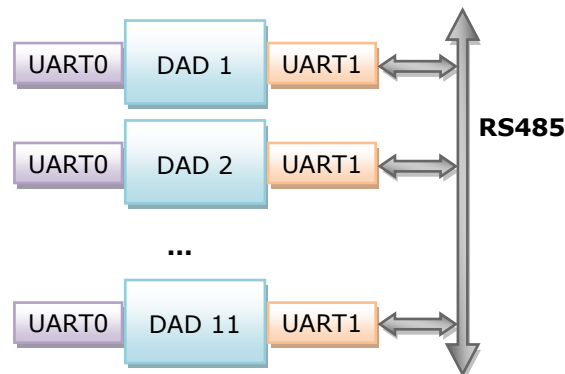 UART0 DAD 1 UART1
RS485
UART0 DAD 2 UART1
...
UART0 DAD 11 UART1